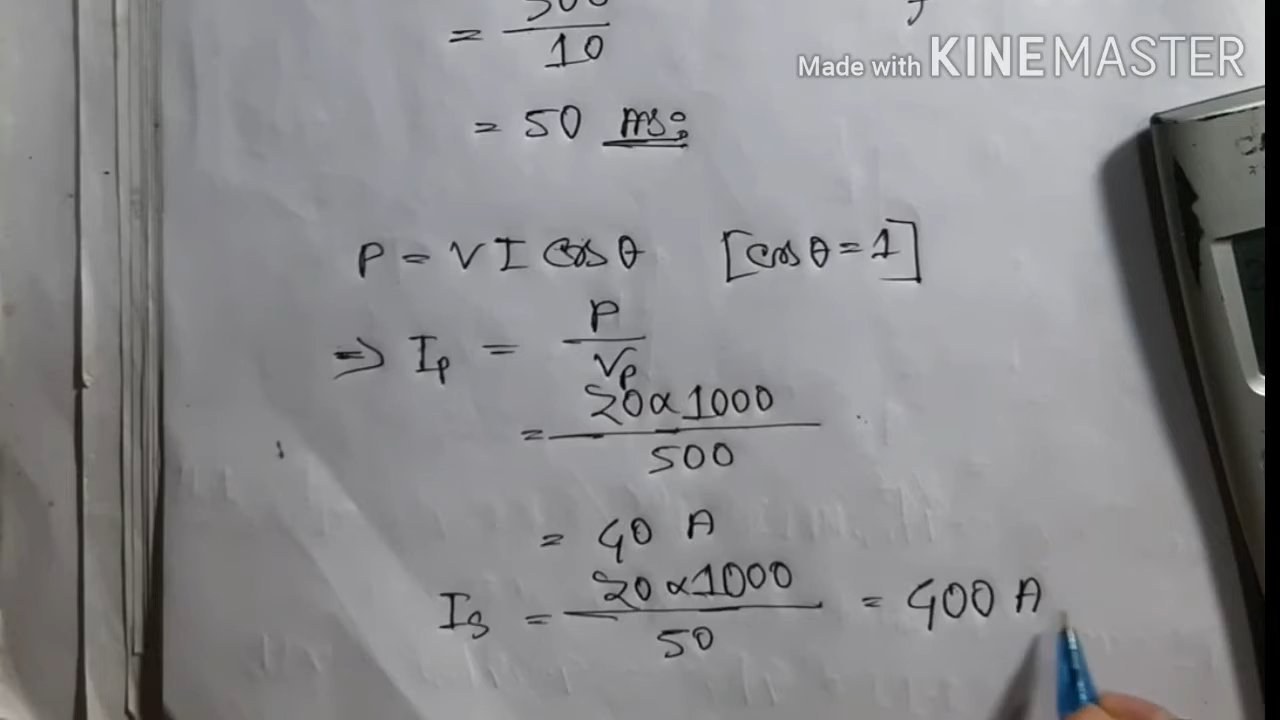 = 500 / 10
Made with KINEMASTER
= 50 Ans:
P = VI Cos θ [Cos θ = 1]
⇒ Ip = P / Vp
= 20 × 1000 / 500
= 40 A
Is = 20 × 1000 / 50 = 400 A